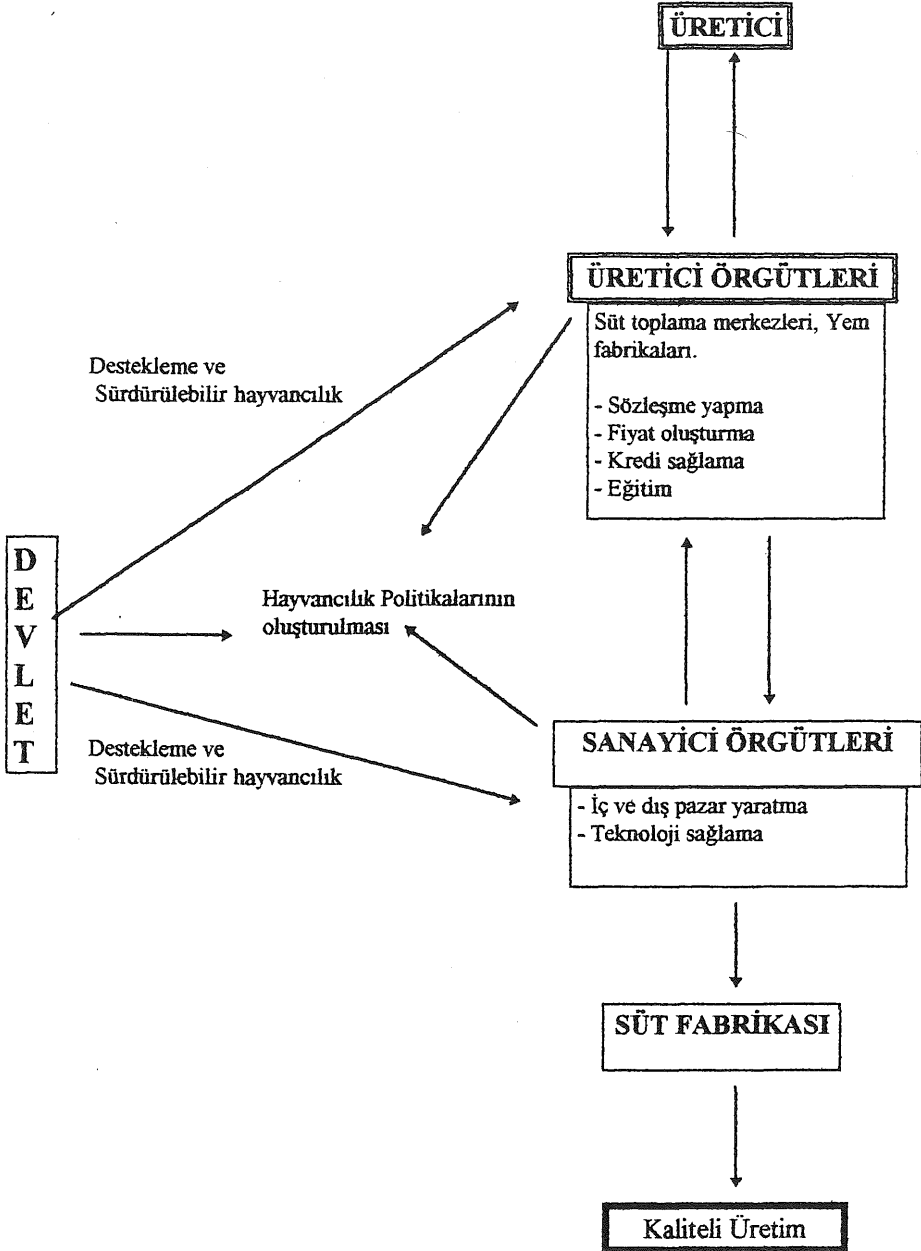 ÜRETİCİ
ÜRETİCİ ÖRGÜTLERİ
Süt toplama merkezleri, Yem
fabrikaları.
- Sözleşme yapma
- Fiyat oluşturma
- Kredi sağlama
- Eğitim
Destekleme ve
Sürdürülebilir hayvancılık
D
E
V
L
E
T
Hayvancılık Politikalarının
oluşturulması
Destekleme ve
Sürdürülebilir hayvancılık
SANAYİCİ ÖRGÜTLERİ
- İç ve dış pazar yaratma
- Teknoloji sağlama
SÜT FABRİKASI
Kaliteli Üretim